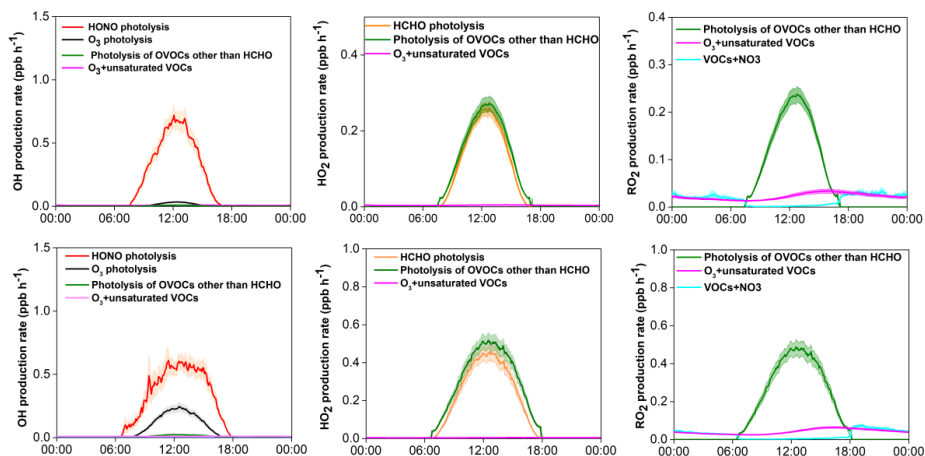 OH production rate (ppb h⁻¹)
1.5
1.0
0.5
0.0
HONO photolysis
O₃ photolysis
Photolysis of OVOCs other than HCHO
O₃+unsaturated VOCs
00:00 06:00 12:00 18:00 00:00
HO₂ production rate (ppb h⁻¹)
0.4
0.2
0.0
HCHO photolysis
Photolysis of OVOCs other than HCHO
O₃+unsaturated VOCs
00:00 06:00 12:00 18:00 00:00
RO₂ production rate (ppb h⁻¹)
0.4
0.3
0.2
0.1
0.0
Photolysis of OVOCs other than HCHO
O₃+unsaturated VOCs
VOCs+NO3
00:00 06:00 12:00 18:00 00:00
OH production rate (ppb h⁻¹)
1.5
1.0
0.5
0.0
HONO photolysis
O₃ photolysis
Photolysis of OVOCs other than HCHO
O₃+unsaturated VOCs
00:00 06:00 12:00 18:00 00:00
HO₂ production rate (ppb h⁻¹)
1.0
0.8
0.6
0.4
0.2
0.0
HCHO photolysis
Photolysis of OVOCs other than HCHO
O₃+unsaturated VOCs
00:00 06:00 12:00 18:00 00:00
RO₂ production rate (ppb h⁻¹)
1.0
0.8
0.6
0.4
0.2
0.0
Photolysis of OVOCs other than HCHO
O₃+unsaturated VOCs
VOCs+NO3
00:00 06:00 12:00 18:00 00:00